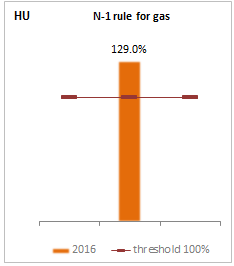 HU N-1 rule for gas
129.0%
2016 threshold 100%